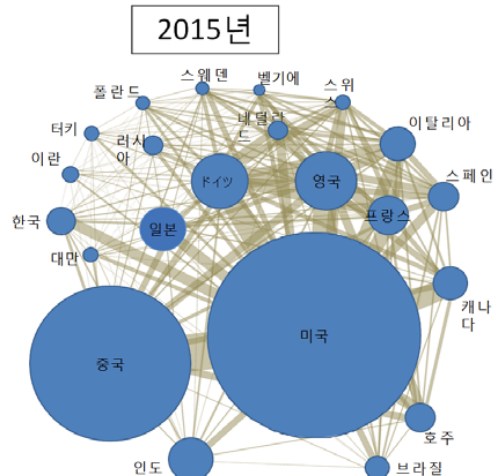 2015년
스웨덴
벨기에
스위
스
폴란드
네덜란
드
이탈리아
터키
러시
아
이란
ドイツ
영국
스페인
한국
일본
프랑스
대만
캐나
다
미국
중국
호주
인도
브라질